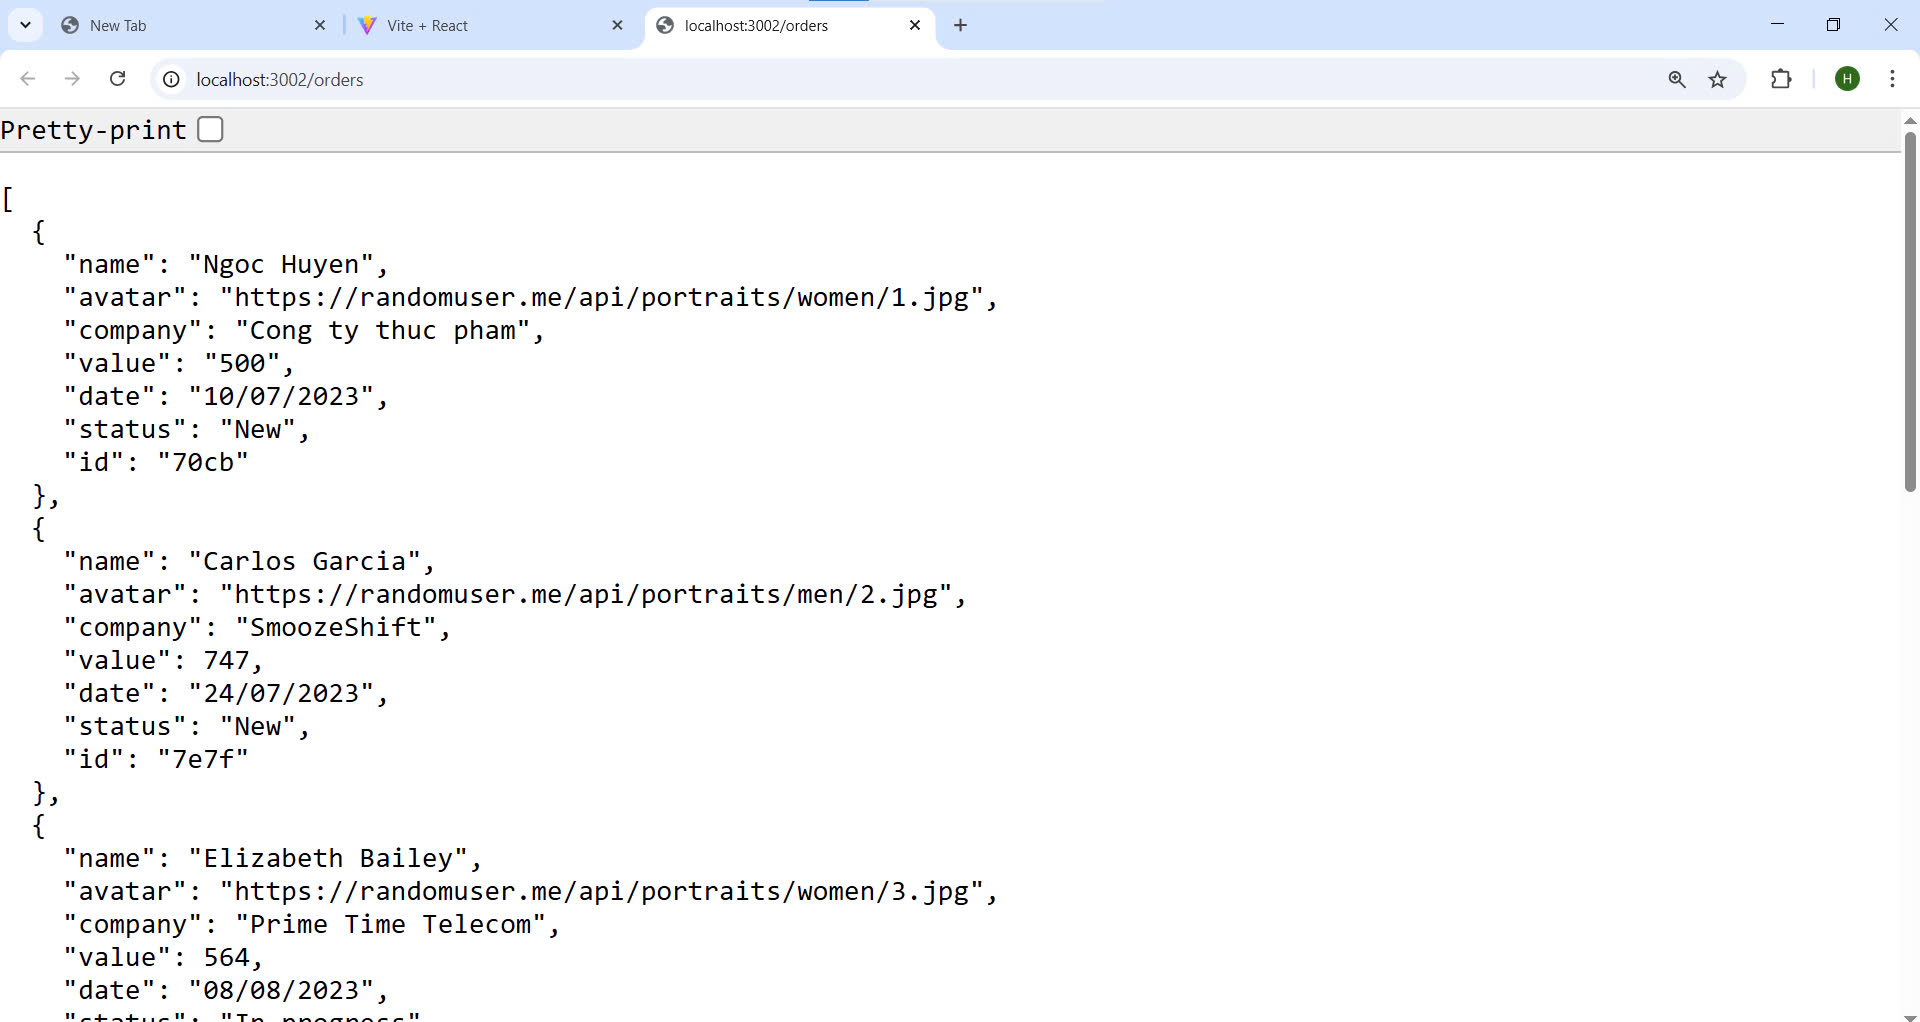 New Tab
Vite + React
localhost:3002/orders
localhost:3002/orders
H
Pretty-print
[
  {
    "name": "Ngoc Huyen",
    "avatar": "https://randomuser.me/api/portraits/women/1.jpg",
    "company": "Cong ty thuc pham",
    "value": "500",
    "date": "10/07/2023",
    "status": "New",
    "id": "70cb"
  },
  {
    "name": "Carlos Garcia",
    "avatar": "https://randomuser.me/api/portraits/men/2.jpg",
    "company": "SmoozeShift",
    "value": 747,
    "date": "24/07/2023",
    "status": "New",
    "id": "7e7f"
  },
  {
    "name": "Elizabeth Bailey",
    "avatar": "https://randomuser.me/api/portraits/women/3.jpg",
    "company": "Prime Time Telecom",
    "value": 564,
    "date": "08/08/2023",
    "status": "In progress"